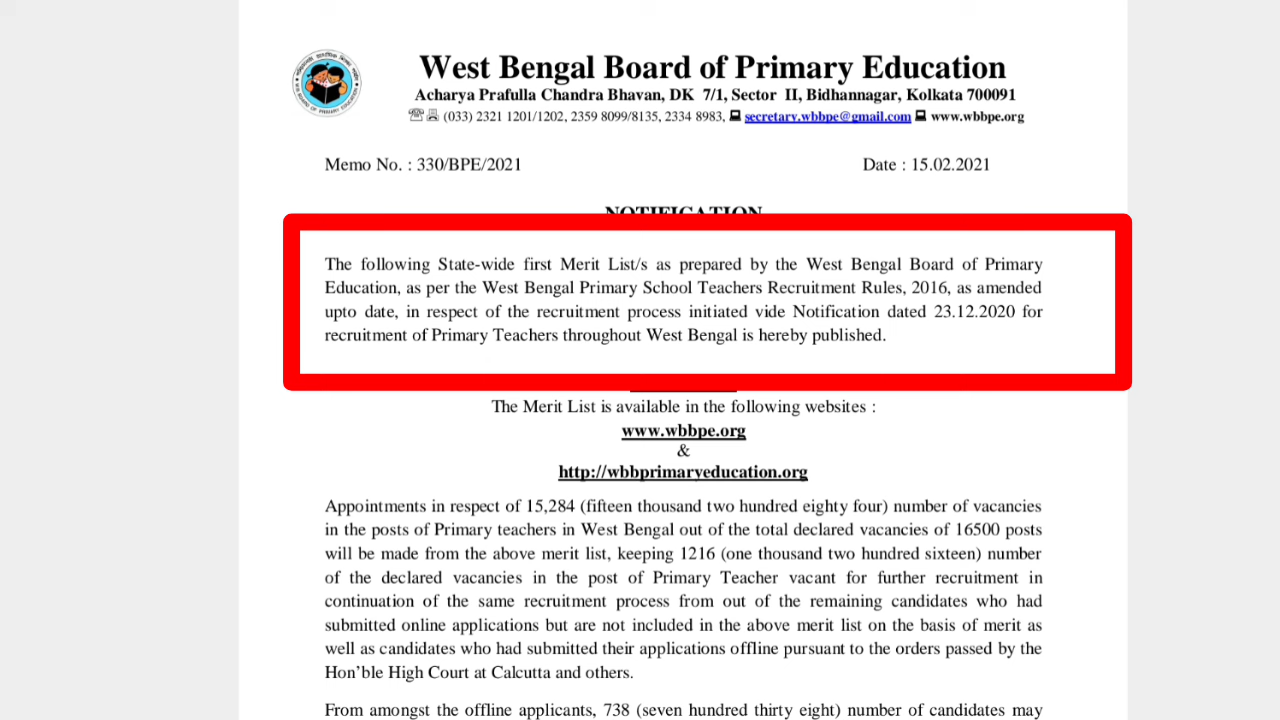 West Bengal Board of Primary Education
Acharya Prafulla Chandra Bhavan, DK 7/1, Sector II, Bidhannagar, Kolkata 700091
(033) 2321 1201/1202, 2359 8099/8135, 2334 8983, secretary.wbbpe@gmail.com www.wbbpe.org
Memo No. : 330/BPE/2021 Date : 15.02.2021
NOTIFICATION
The following State-wide first Merit List/s as prepared by the West Bengal Board of Primary
Education, as per the West Bengal Primary School Teachers Recruitment Rules, 2016, as amended
upto date, in respect of the recruitment process initiated vide Notification dated 23.12.2020 for
recruitment of Primary Teachers throughout West Bengal is hereby published.
The Merit List is available in the following websites :
www.wbbpe.org
&
http://wbbprimaryeducation.org
Appointments in respect of 15,284 (fifteen thousand two hundred eighty four) number of vacancies
in the posts of Primary teachers in West Bengal out of the total declared vacancies of 16500 posts
will be made from the above merit list, keeping 1216 (one thousand two hundred sixteen) number
of the declared vacancies in the post of Primary Teacher vacant for further recruitment in
continuation of the same recruitment process from out of the remaining candidates who had
submitted online applications but are not included in the above merit list on the basis of merit as
well as candidates who had submitted their applications offline pursuant to the orders passed by the
Hon’ble High Court at Calcutta and others.
From amongst the offline applicants, 738 (seven hundred thirty eight) number of candidates may